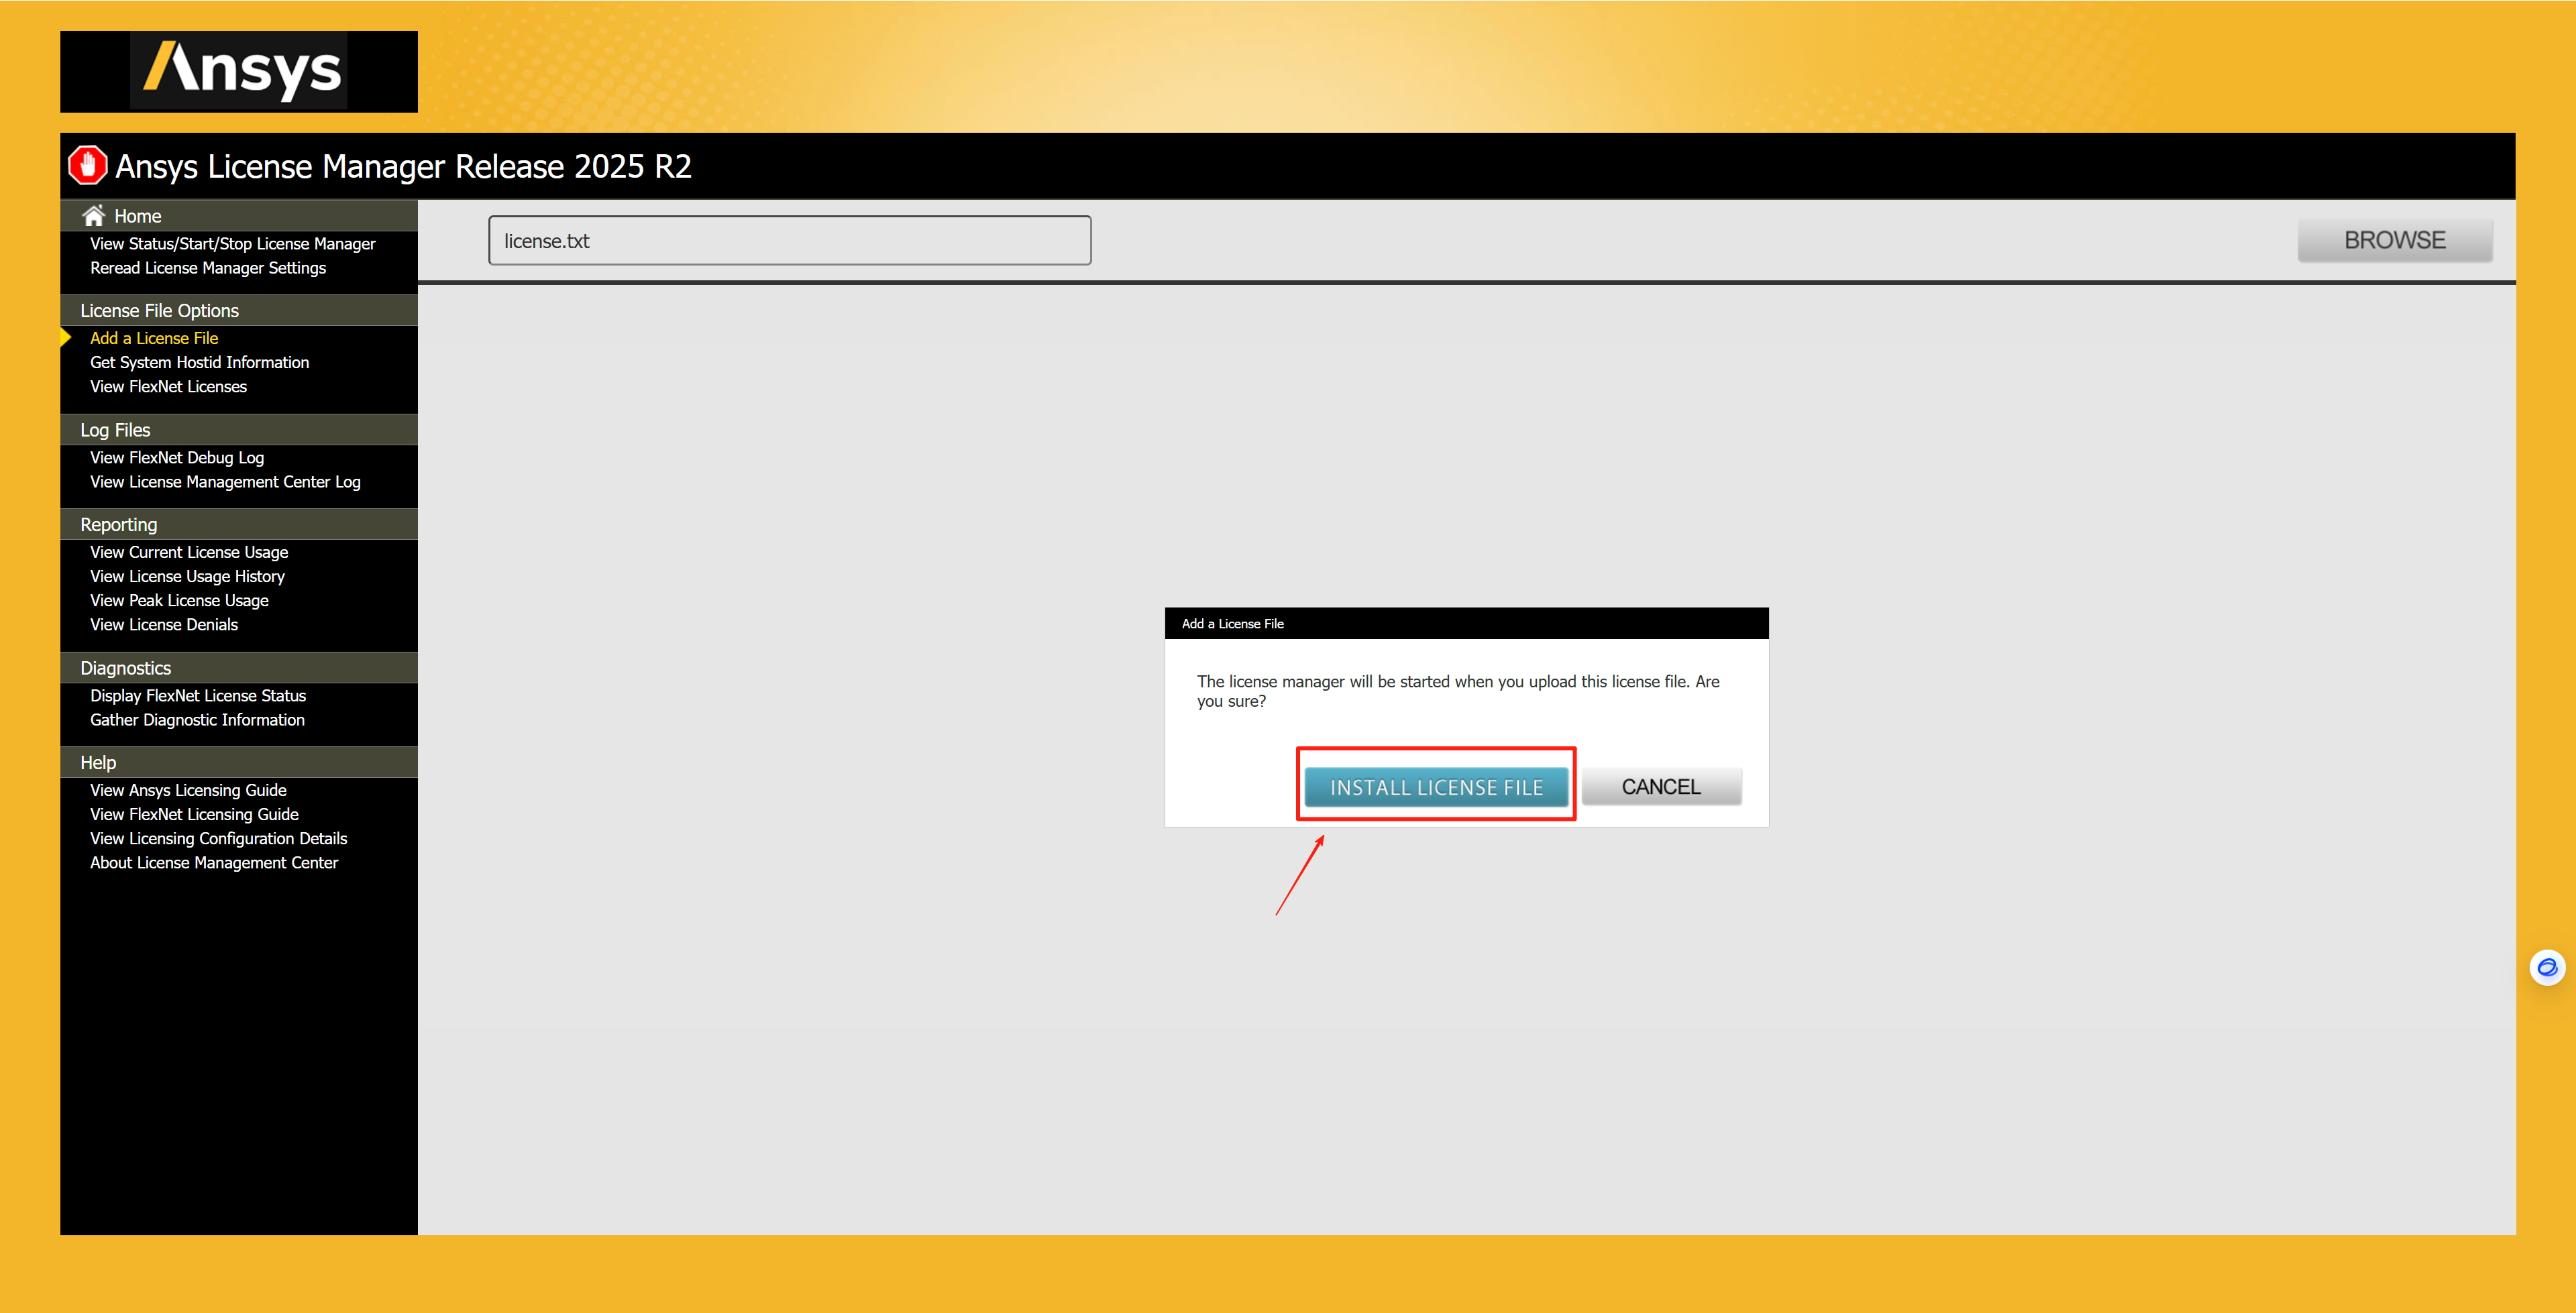 Ansys
Ansys License Manager Release 2025 R2
Home
View Status/Start/Stop License Manager
Reread License Manager Settings
License File Options
Add a License File
Get System Hostid Information
View FlexNet Licenses
Log Files
View FlexNet Debug Log
View License Management Center Log
Reporting
View Current License Usage
View License Usage History
View Peak License Usage
View License Denials
Diagnostics
Display FlexNet License Status
Gather Diagnostic Information
Help
View Ansys Licensing Guide
View FlexNet Licensing Guide
View Licensing Configuration Details
About License Management Center
license.txt
BROWSE
Add a License File
The license manager will be started when you upload this license file. Are
you sure?
INSTALL LICENSE FILE
CANCEL